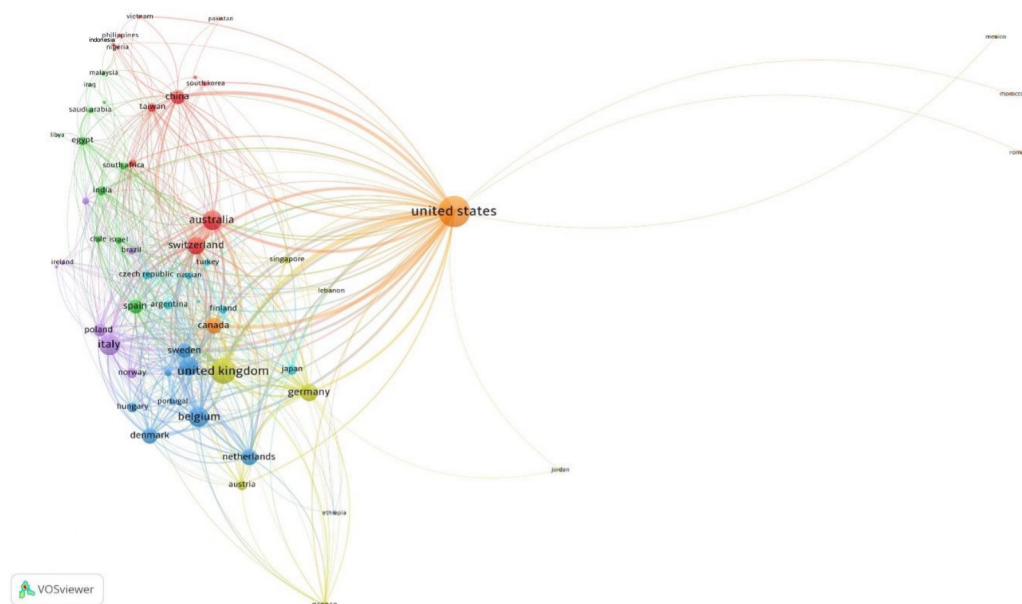 vietnam
pakistan
philippines
indonesia
nigeria
mexico
malaysia
south korea
iraq
china
morocco
taiwan
saudi arabia
libya
egypt
south africa
india
united states
australia
chile
israel
switzerland
brazil
ireland
turkey
singapore
czech republic
russian
lebanon
spain
argentina
finland
canada
poland
italy
sweden
norway
united kingdom
japan
germany
hungary
portugal
belgium
denmark
netherlands
jordan
austria
ethiopia
VOSviewer